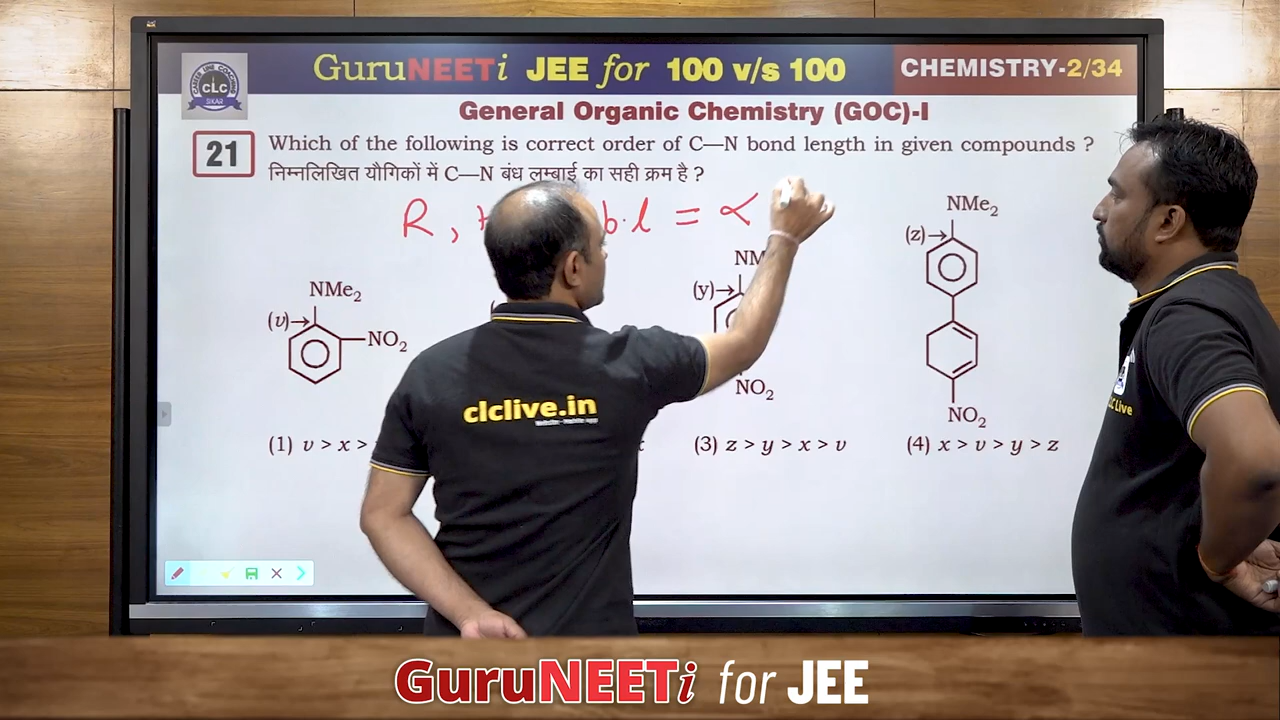 GuruNEETi JEE for 100 v/s 100
CHEMISTRY-2/34
CLC
SIKAR
General Organic Chemistry (GOC)-I
21
Which of the following is correct order of C—N bond length in given compounds ?
निम्नलिखित यौगिकों में C—N बंध लम्बाई का सही क्रम है ?
R, b.l = ∝
NMe₂
(v)→
NO₂
(y)→
NO₂
NMe₂
(z)→
NO₂
(1) v > x >
(3) z > y > x > v
(4) x > v > y > z
clclive.in
GuruNEETi for JEE